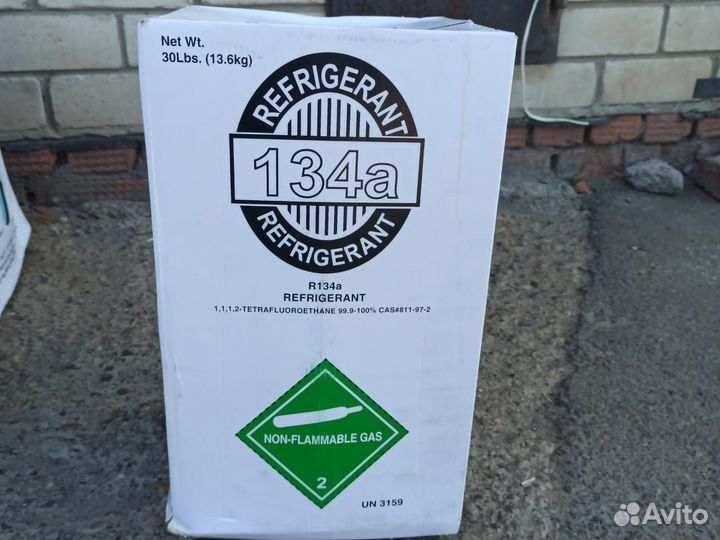 Net Wt.
30Lbs. (13.6kg)
REFRIGERANT
134a
REFRIGERANT
R134a
REFRIGERANT
1,1,1,2-TETRAFLUOROETHANE 99.9-100% CAS#811-97-2
NON-FLAMMABLE GAS
2
UN 3159
Avito